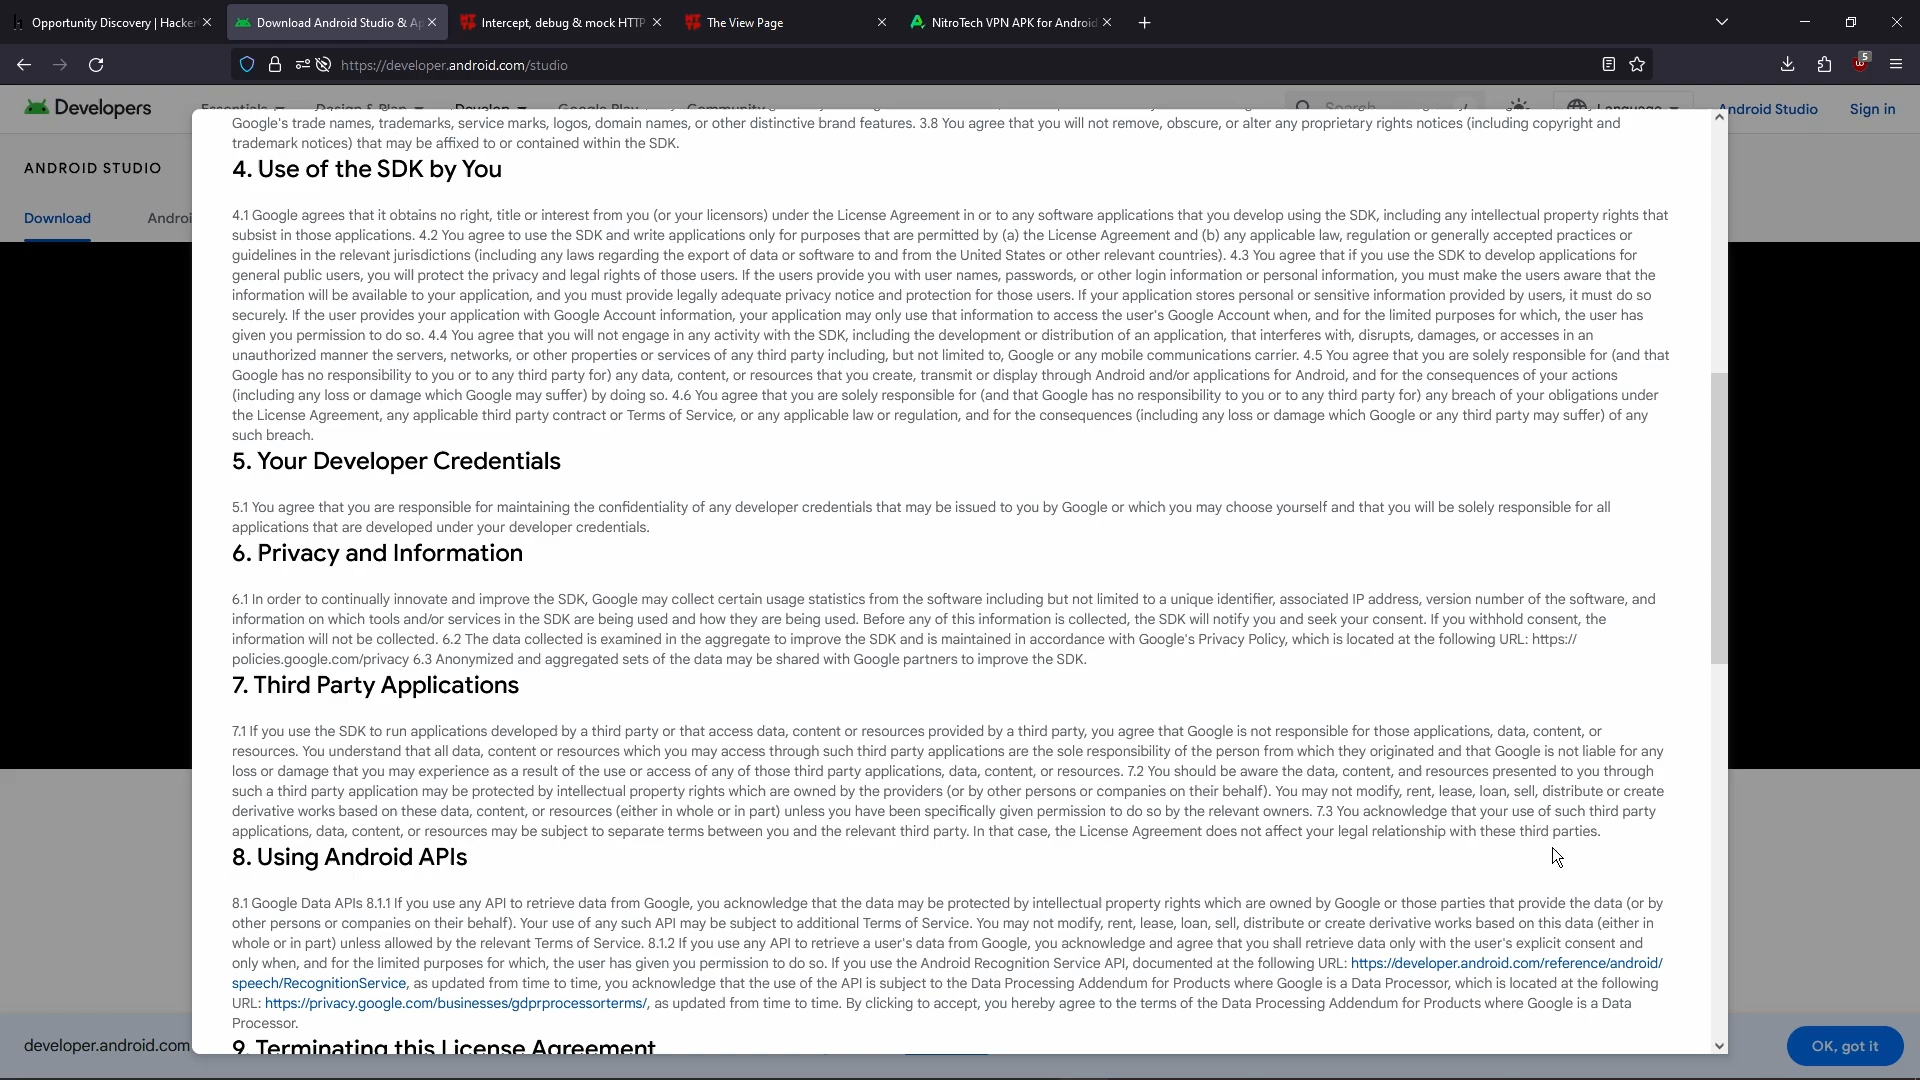 Opportunity Discovery | Hacker
Download Android Studio & Ap
Intercept, debug & mock HTTP
The View Page
NitroTech VPN APK for Android
https://developer.android.com/studio
5
Developers
Essentials
Design & Plan
Develop
Google Play
Community
Search
/
Language
Android Studio
Sign in
ANDROID STUDIO
Download
Androi
Google's trade names, trademarks, service marks, logos, domain names, or other distinctive brand features. 3.8 You agree that you will not remove, obscure, or alter any proprietary rights notices (including copyright and
trademark notices) that may be affixed to or contained within the SDK.
4. Use of the SDK by You
4.1 Google agrees that it obtains no right, title or interest from you (or your licensors) under the License Agreement in or to any software applications that you develop using the SDK, including any intellectual property rights that
subsist in those applications. 4.2 You agree to use the SDK and write applications only for purposes that are permitted by (a) the License Agreement and (b) any applicable law, regulation or generally accepted practices or
guidelines in the relevant jurisdictions (including any laws regarding the export of data or software to and from the United States or other relevant countries). 4.3 You agree that if you use the SDK to develop applications for
general public users, you will protect the privacy and legal rights of those users. If the users provide you with user names, passwords, or other login information or personal information, you must make the users aware that the
information will be available to your application, and you must provide legally adequate privacy notice and protection for those users. If your application stores personal or sensitive information provided by users, it must do so
securely. If the user provides your application with Google Account information, your application may only use that information to access the user's Google Account when, and for the limited purposes for which, the user has
given you permission to do so. 4.4 You agree that you will not engage in any activity with the SDK, including the development or distribution of an application, that interferes with, disrupts, damages, or accesses in an
unauthorized manner the servers, networks, or other properties or services of any third party including, but not limited to, Google or any mobile communications carrier. 4.5 You agree that you are solely responsible for (and that
Google has no responsibility to you or to any third party for) any data, content, or resources that you create, transmit or display through Android and/or applications for Android, and for the consequences of your actions
(including any loss or damage which Google may suffer) by doing so. 4.6 You agree that you are solely responsible for (and that Google has no responsibility to you or to any third party for) any breach of your obligations under
the License Agreement, any applicable third party contract or Terms of Service, or any applicable law or regulation, and for the consequences (including any loss or damage which Google or any third party may suffer) of any
such breach.
5. Your Developer Credentials
5.1 You agree that you are responsible for maintaining the confidentiality of any developer credentials that may be issued to you by Google or which you may choose yourself and that you will be solely responsible for all
applications that are developed under your developer credentials.
6. Privacy and Information
6.1 In order to continually innovate and improve the SDK, Google may collect certain usage statistics from the software including but not limited to a unique identifier, associated IP address, version number of the software, and
information on which tools and/or services in the SDK are being used and how they are being used. Before any of this information is collected, the SDK will notify you and seek your consent. If you withhold consent, the
information will not be collected. 6.2 The data collected is examined in the aggregate to improve the SDK and is maintained in accordance with Google's Privacy Policy, which is located at the following URL: https://
policies.google.com/privacy 6.3 Anonymized and aggregated sets of the data may be shared with Google partners to improve the SDK.
7. Third Party Applications
7.1 If you use the SDK to run applications developed by a third party or that access data, content or resources provided by a third party, you agree that Google is not responsible for those applications, data, content, or
resources. You understand that all data, content or resources which you may access through such third party applications are the sole responsibility of the person from which they originated and that Google is not liable for any
loss or damage that you may experience as a result of the use or access of any of those third party applications, data, content, or resources. 7.2 You should be aware the data, content, and resources presented to you through
such a third party application may be protected by intellectual property rights which are owned by the providers (or by other persons or companies on their behalf). You may not modify, rent, lease, loan, sell, distribute or create
derivative works based on these data, content, or resources (either in whole or in part) unless you have been specifically given permission to do so by the relevant owners. 7.3 You acknowledge that your use of such third party
applications, data, content, or resources may be subject to separate terms between you and the relevant third party. In that case, the License Agreement does not affect your legal relationship with these third parties.
8. Using Android APIs
8.1 Google Data APIs 8.1.1 If you use any API to retrieve data from Google, you acknowledge that the data may be protected by intellectual property rights which are owned by Google or those parties that provide the data (or by
other persons or companies on their behalf). Your use of any such API may be subject to additional Terms of Service. You may not modify, rent, lease, loan, sell, distribute or create derivative works based on this data (either in
whole or in part) unless allowed by the relevant Terms of Service. 8.1.2 If you use any API to retrieve a user's data from Google, you acknowledge and agree that you shall retrieve data only with the user's explicit consent and
only when, and for the limited purposes for which, the user has given you permission to do so. If you use the Android Recognition Service API, documented at the following URL: https://developer.android.com/reference/android/
speech/RecognitionService, as updated from time to time, you acknowledge that the use of the API is subject to the Data Processing Addendum for Products where Google is a Data Processor, which is located at the following
URL: https://privacy.google.com/businesses/gdprprocessorterms/, as updated from time to time. By clicking to accept, you hereby agree to the terms of the Data Processing Addendum for Products where Google is a Data
Processor.
9. Terminating this License Agreement
developer.android.com
OK, got it